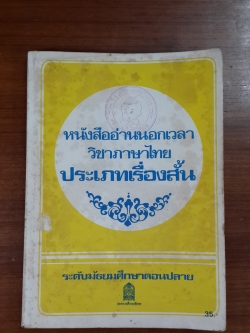 หนังสืออ่านนอกเวลา
วิชาภาษาไทย
ประเภทเรื่องสั้น
ระดับมัธยมศึกษาตอนปลาย
35.